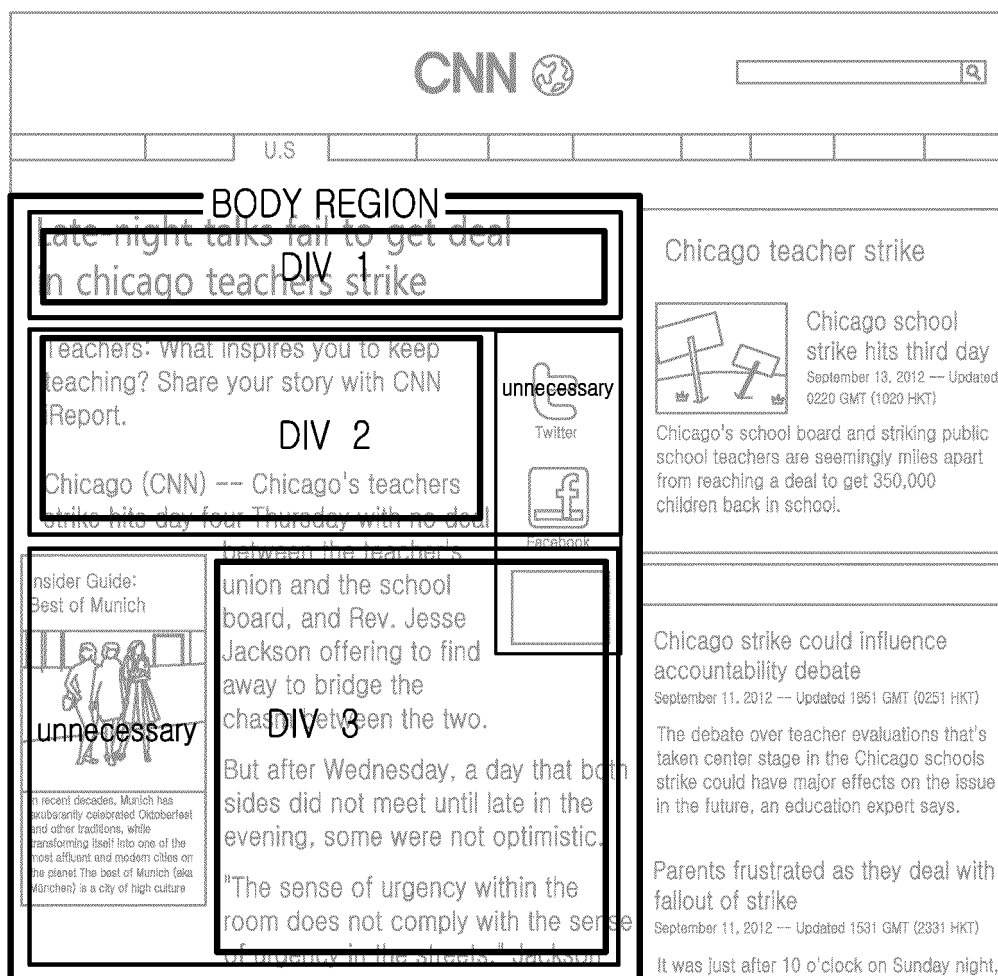 CNN
U.S
BODY REGION
Late-night talks fail to get deal
in chicago teachers strike
DIV 1
Teachers: What inspires you to keep
teaching? Share your story with CNN
iReport.
DIV 2
Chicago (CNN) -- Chicago's teachers
strike hits day four Thursday with no deal
between the teacher's
union and the school
board, and Rev. Jesse
Jackson offering to find
away to bridge the
chasm between the two.
DIV 3
But after Wednesday, a day that both
sides did not meet until late in the
evening, some were not optimistic.
"The sense of urgency within the
room does not comply with the sense
of urgency in the streets." Jackson
unnecessary
Twitter
Facebook
Insider Guide:
Best of Munich
unnecessary
In recent decades, Munich has
exuberantly celebrated Oktoberfest
and other traditions, while
transforming itself into one of the
most affluent and modern cities on
the planet The best of Munich (aka
München) is a city of high culture
Chicago teacher strike
Chicago school
strike hits third day
September 13, 2012 -- Updated
0220 GMT (1020 HKT)
Chicago's school board and striking public
school teachers are seemingly miles apart
from reaching a deal to get 350,000
children back in school.
Chicago strike could influence
accountability debate
September 11, 2012 -- Updated 1851 GMT (0251 HKT)
The debate over teacher evaluations that's
taken center stage in the Chicago schools
strike could have major effects on the issue
in the future, an education expert says.
Parents frustrated as they deal with
fallout of strike
September 11, 2012 -- Updated 1531 GMT (2331 HKT)
It was just after 10 o'clock on Sunday night,